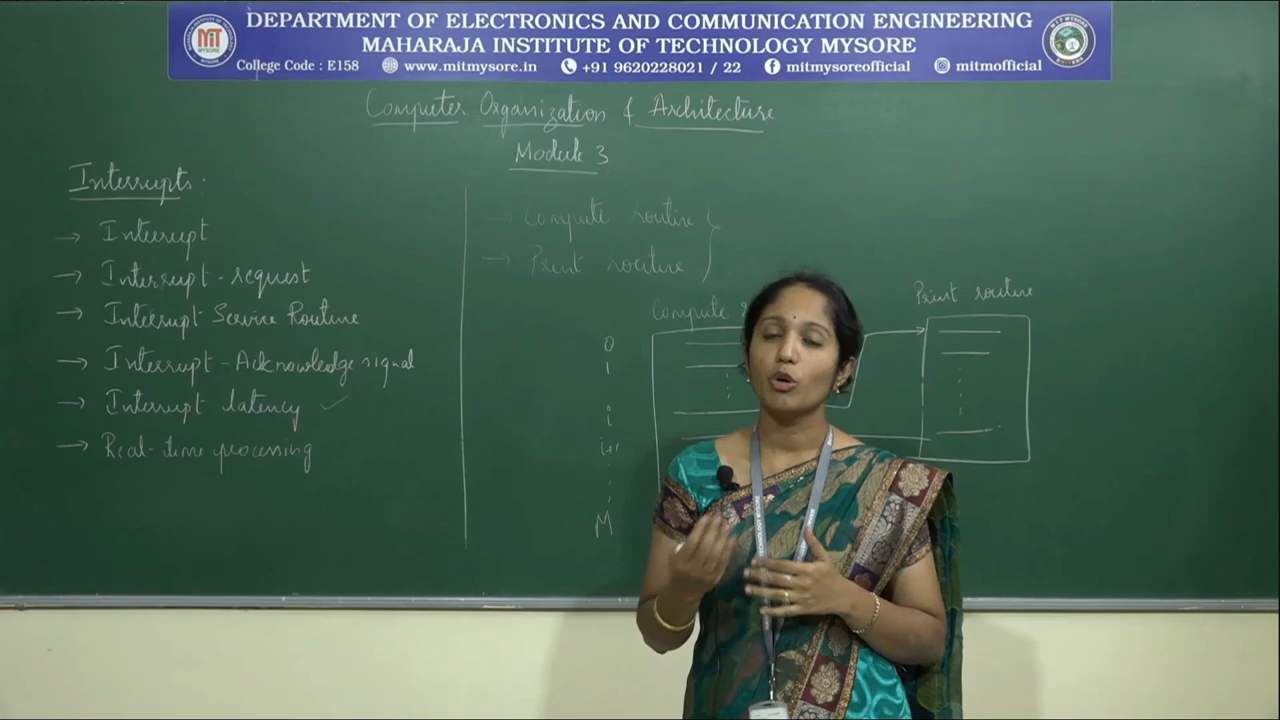 DEPARTMENT OF ELECTRONICS AND COMMUNICATION ENGINEERING
MAHARAJA INSTITUTE OF TECHNOLOGY MYSORE
College Code : E158 www.mitmysore.in +91 9620228021 / 22 mitmysoreofficial mitmofficial
MIT
MYSORE
Computer Organization & Architecture
Module 3
Interrupts.
→ Interrupt
→ Interrupt-request
→ Interrupt Service Routine
→ Interrupt-Acknowledge signal
→ Interrupt latency ✓
→ Real-time processing
→ Compute routine
→ Print routine
Compute
Print routine
0
1
i
i+1
M